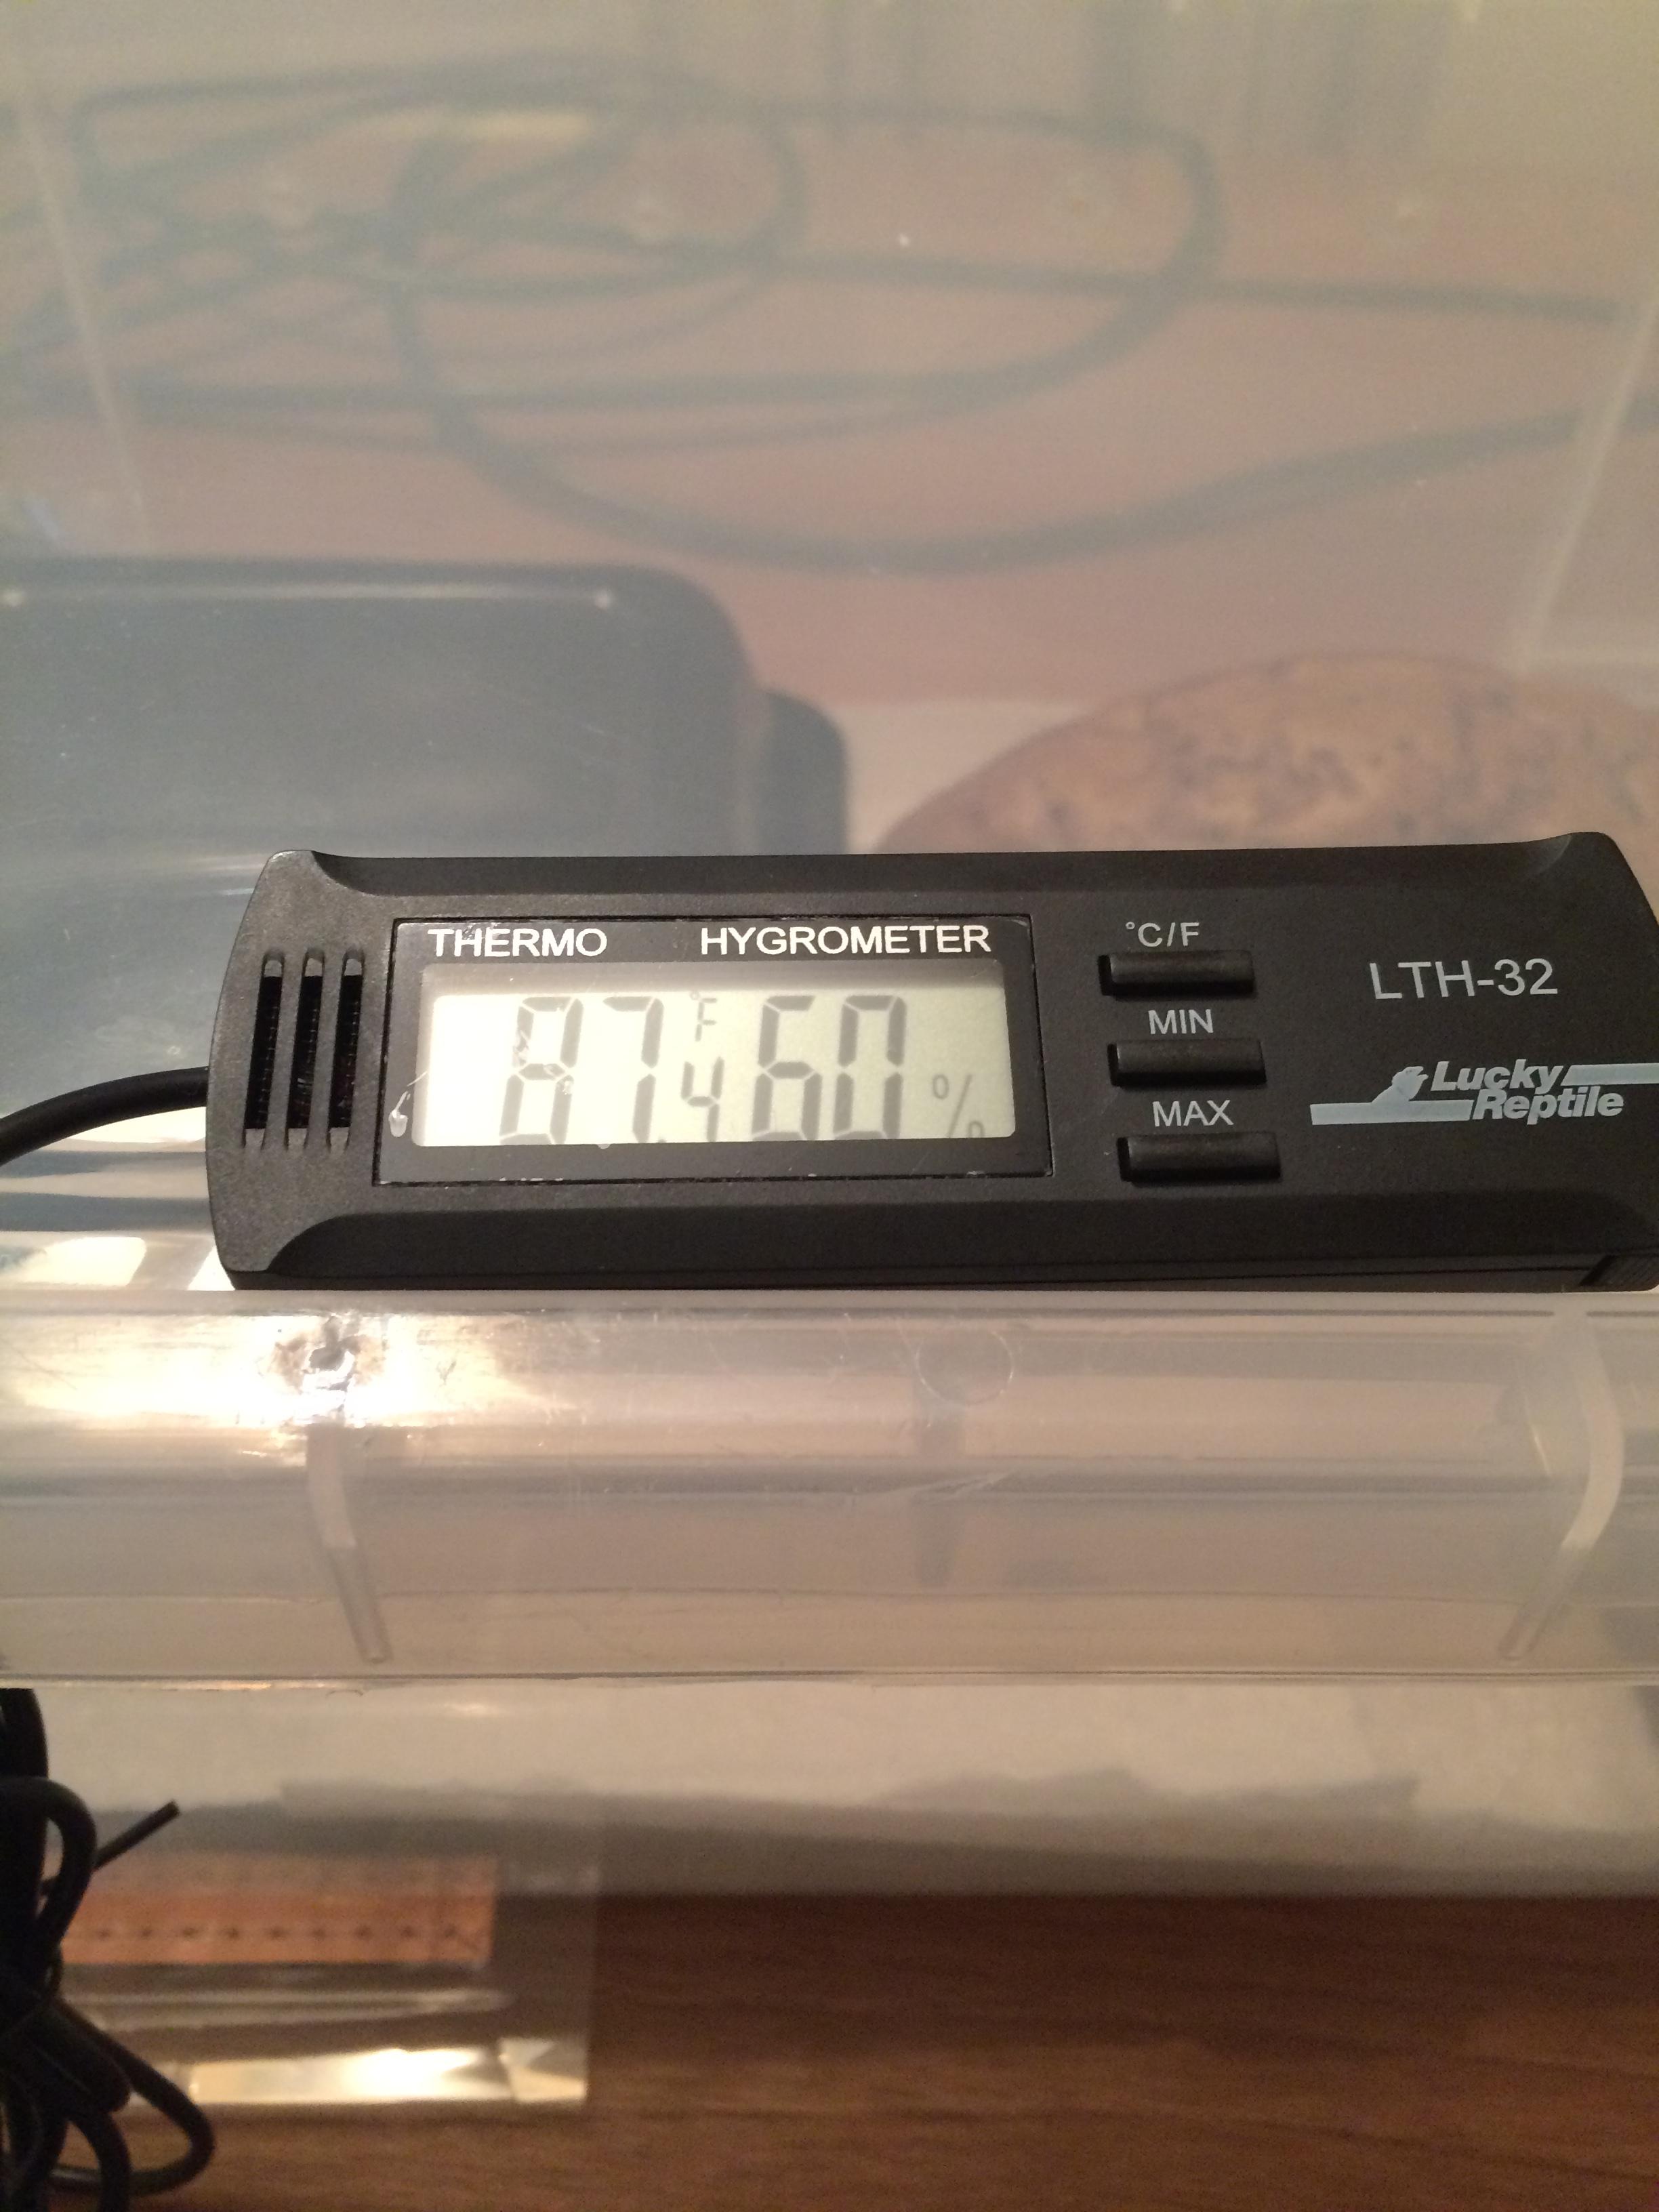 THERMO HYGROMETER
87.4 °F 60 %
°C/F
MIN
MAX
LTH-32
Lucky
Reptile